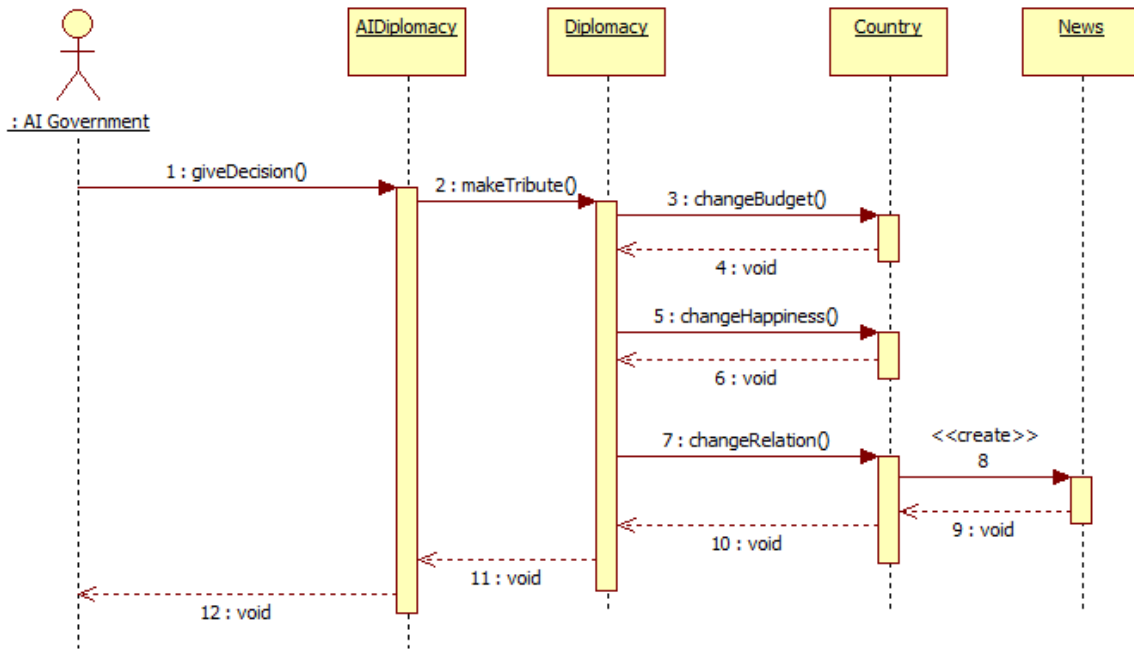 AIDiplomacy
Diplomacy
Country
News
: AI Government
1 : giveDecision()
2 : makeTribute()
3 : changeBudget()
4 : void
5 : changeHappiness()
6 : void
7 : changeRelation()
<<create>>
8
9 : void
10 : void
11 : void
12 : void